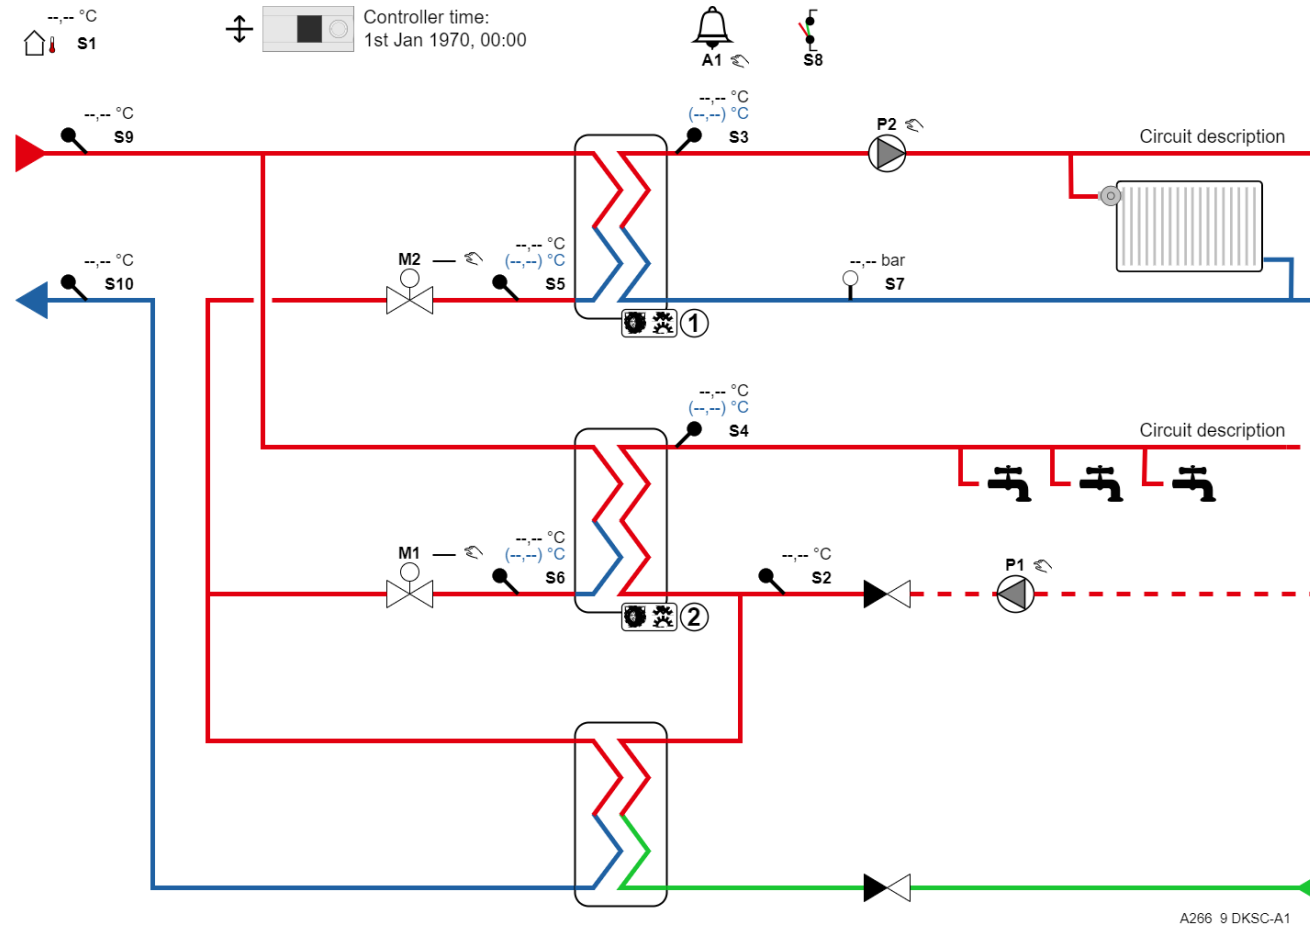 --,-- °C
S1
Controller time:
1st Jan 1970, 00:00
A1
S8
--,-- °C
S9
--,-- °C
(--,--) °C
S3
P2
Circuit description
--,-- °C
S10
M2 —
--,-- °C
(--,--) °C
S5
--,-- bar
S7
1
--,-- °C
(--,--) °C
S4
Circuit description
M1 —
--,-- °C
(--,--) °C
S6
--,-- °C
S2
P1
2
A266 9 DKSC-A1